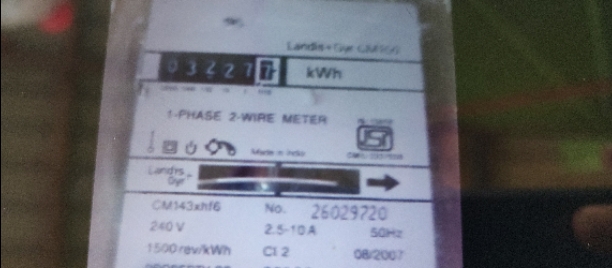 Landis+Gyr CM100
03227
kWh
1-PHASE 2-WIRE METER
Made in India
Landis+
Gyr
CM143xhf6 No. 26029720
240 V 2.5-10 A 50Hz
1500 rev/kWh Cl 2 08/2007